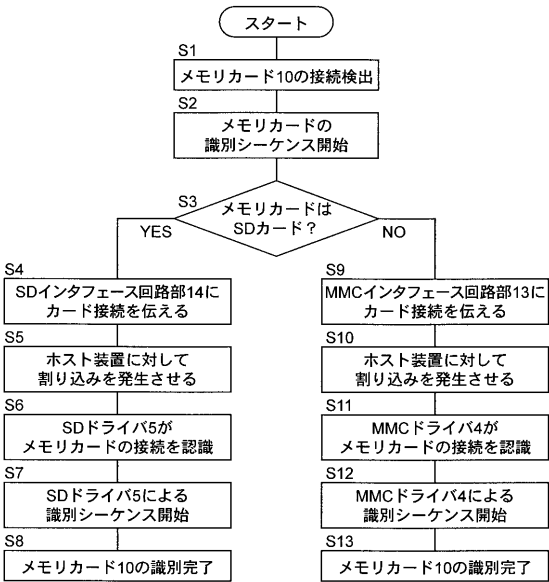 スタート
S1
メモリカード10の接続検出
S2
メモリカードの
識別シーケンス開始
S3
メモリカードは
SDカード？
YES
NO
S4
SDインタフェース回路部14に
カード接続を伝える
S5
ホスト装置に対して
割り込みを発生させる
S6
SDドライバ5が
メモリカードの接続を認識
S7
SDドライバ5による
識別シーケンス開始
S8
メモリカード10の識別完了
S9
MMCインタフェース回路部13に
カード接続を伝える
S10
ホスト装置に対して
割り込みを発生させる
S11
MMCドライバ4が
メモリカードの接続を認識
S12
MMCドライバ4による
識別シーケンス開始
S13
メモリカード10の識別完了